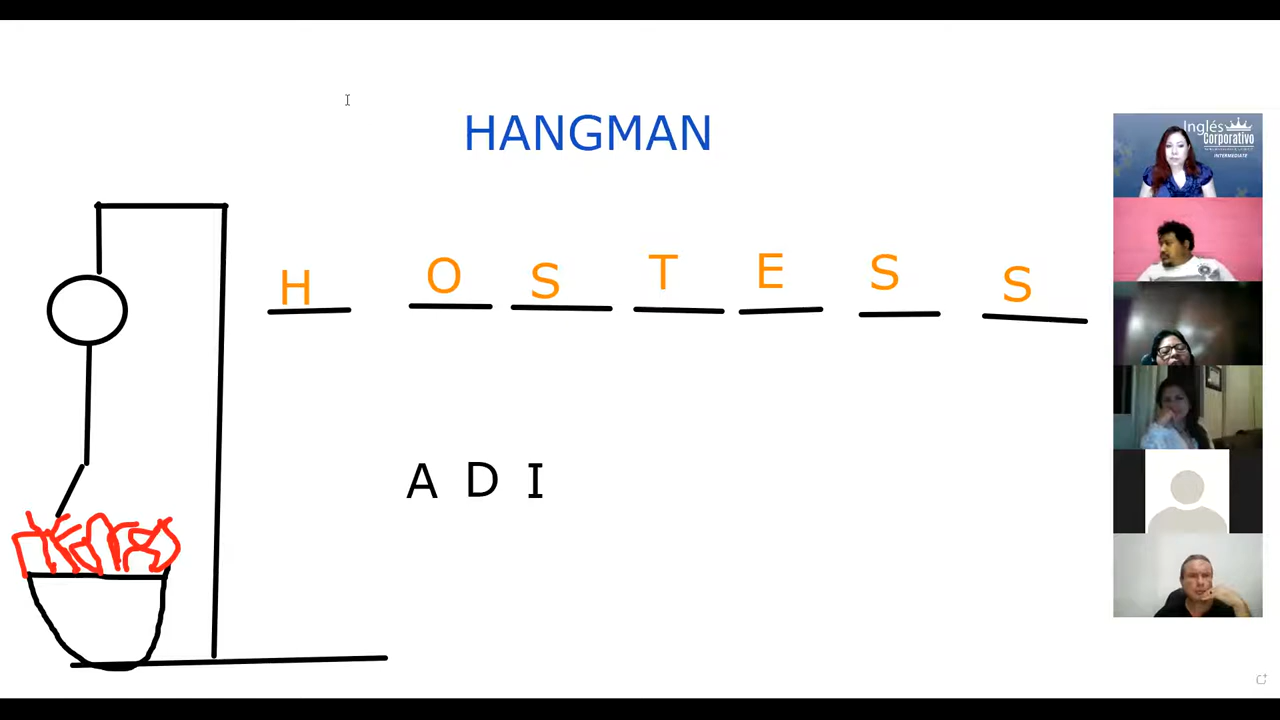 HANGMAN
H O S T E S S
A D I
Inglés
Corporativo
INTERMEDIATE